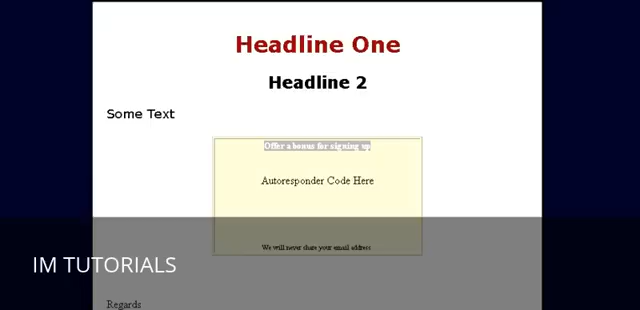 Headline One
Headline 2
Some Text
Offer a bonus for signing up
Autoresponder Code Here
We will never share your email address
IM TUTORIALS
Regards